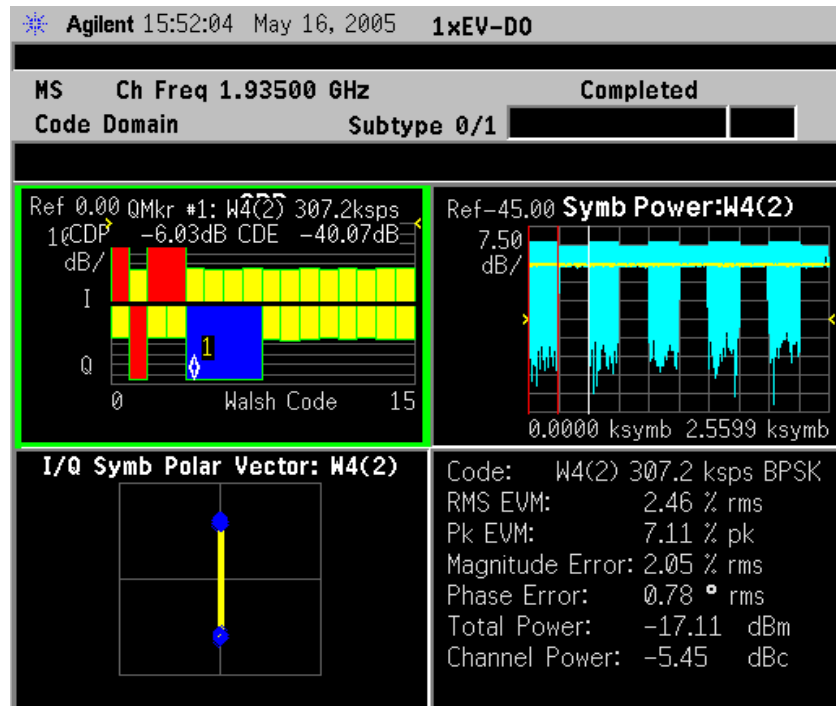 Agilent 15:52:04 May 16, 2005 1xEV-DO
MS Ch Freq 1.93500 GHz Completed
Code Domain Subtype 0/1
Ref 0.00 QMkr #1: W4(2) 307.2ksps
CDP -6.03dB CDE -40.07dB
dB/
I
1
Q
0 Walsh Code 15
Ref-45.00 Symb Power:W4(2)
7.50
dB/
0.0000 ksymb 2.5599 ksymb
I/Q Symb Polar Vector: W4(2)
Code: W4(2) 307.2 ksps BPSK
RMS EVM: 2.46 % rms
Pk EVM: 7.11 % pk
Magnitude Error: 2.05 % rms
Phase Error: 0.78 ° rms
Total Power: -17.11 dBm
Channel Power: -5.45 dBc